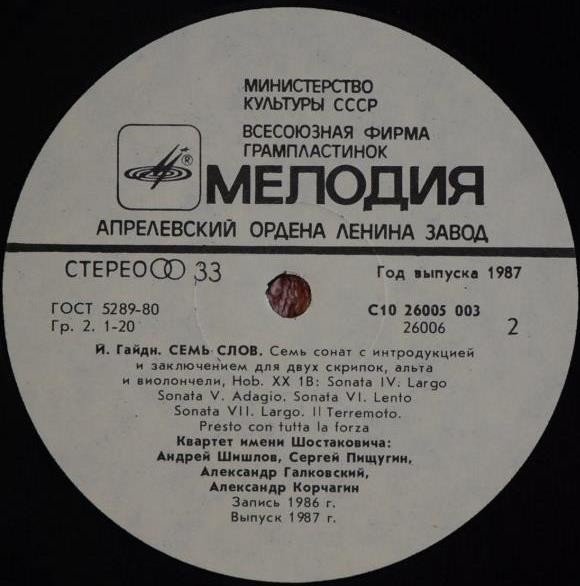 МИНИСТЕРСТВО
КУЛЬТУРЫ СССР
ВСЕСОЮЗНАЯ ФИРМА
ГРАМПЛАСТИНОК
®
МЕЛОДИЯ
АПРЕЛЕВСКИЙ ОРДЕНА ЛЕНИНА ЗАВОД
СТЕРЕО 33
Год выпуска 1987
ГОСТ 5289-80
С10 26005 003
Гр. 2. 1-20
26006
2
Й. Гайдн. СЕМЬ СЛОВ. Семь сонат с интродукцией
и заключением для двух скрипок, альта
и виолончели, Hob. XX 1B: Sonata IV. Largo
Sonata V. Adagio. Sonata VI. Lento
Sonata VII. Largo. Il Terremoto.
Presto con tutta la forza
Квартет имени Шостаковича:
Андрей Шишлов, Сергей Пищугин,
Александр Галковский,
Александр Корчагин
Запись 1986 г.
Выпуск 1987 г.